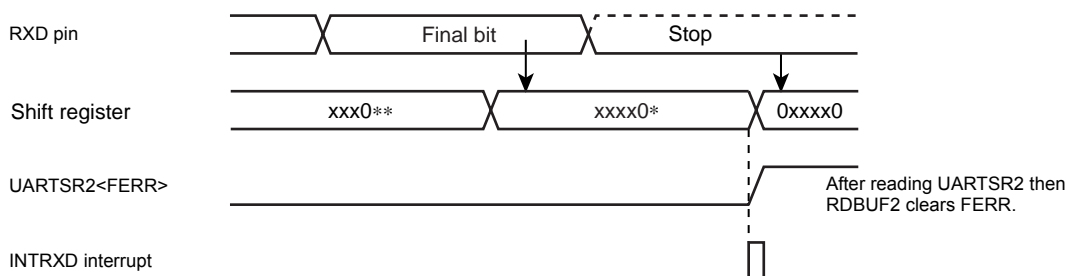 RXD pin
Final bit
Stop
Shift register
xxx0**
xxxx0*
0xxxx0
UARTSR2<FERR>
After reading UARTSR2 then
RDBUF2 clears FERR.
INTRXD interrupt